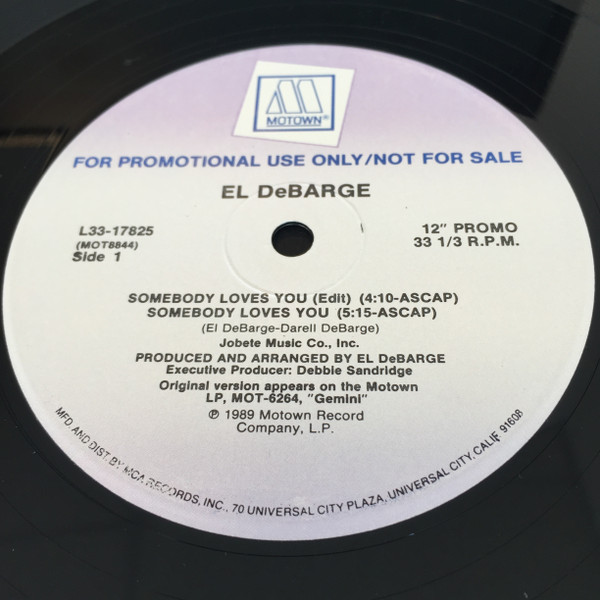 MOTOWN®
FOR PROMOTIONAL USE ONLY/NOT FOR SALE
EL DeBARGE
L33-17825
(MOT8844)
Side 1
12" PROMO
33 1/3 R.P.M.
SOMEBODY LOVES YOU (Edit) (4:10-ASCAP)
SOMEBODY LOVES YOU (5:15-ASCAP)
(El DeBarge-Darell DeBarge)
Jobete Music Co., Inc.
PRODUCED AND ARRANGED BY EL DeBARGE
Executive Producer: Debbie Sandridge
Original version appears on the Motown
LP, MOT-6264, "Gemini"
℗ 1989 Motown Record
Company, L.P.
MFD AND DIST. BY MCA RECORDS, INC., 70 UNIVERSAL CITY PLAZA, UNIVERSAL CITY, CALIF 91608